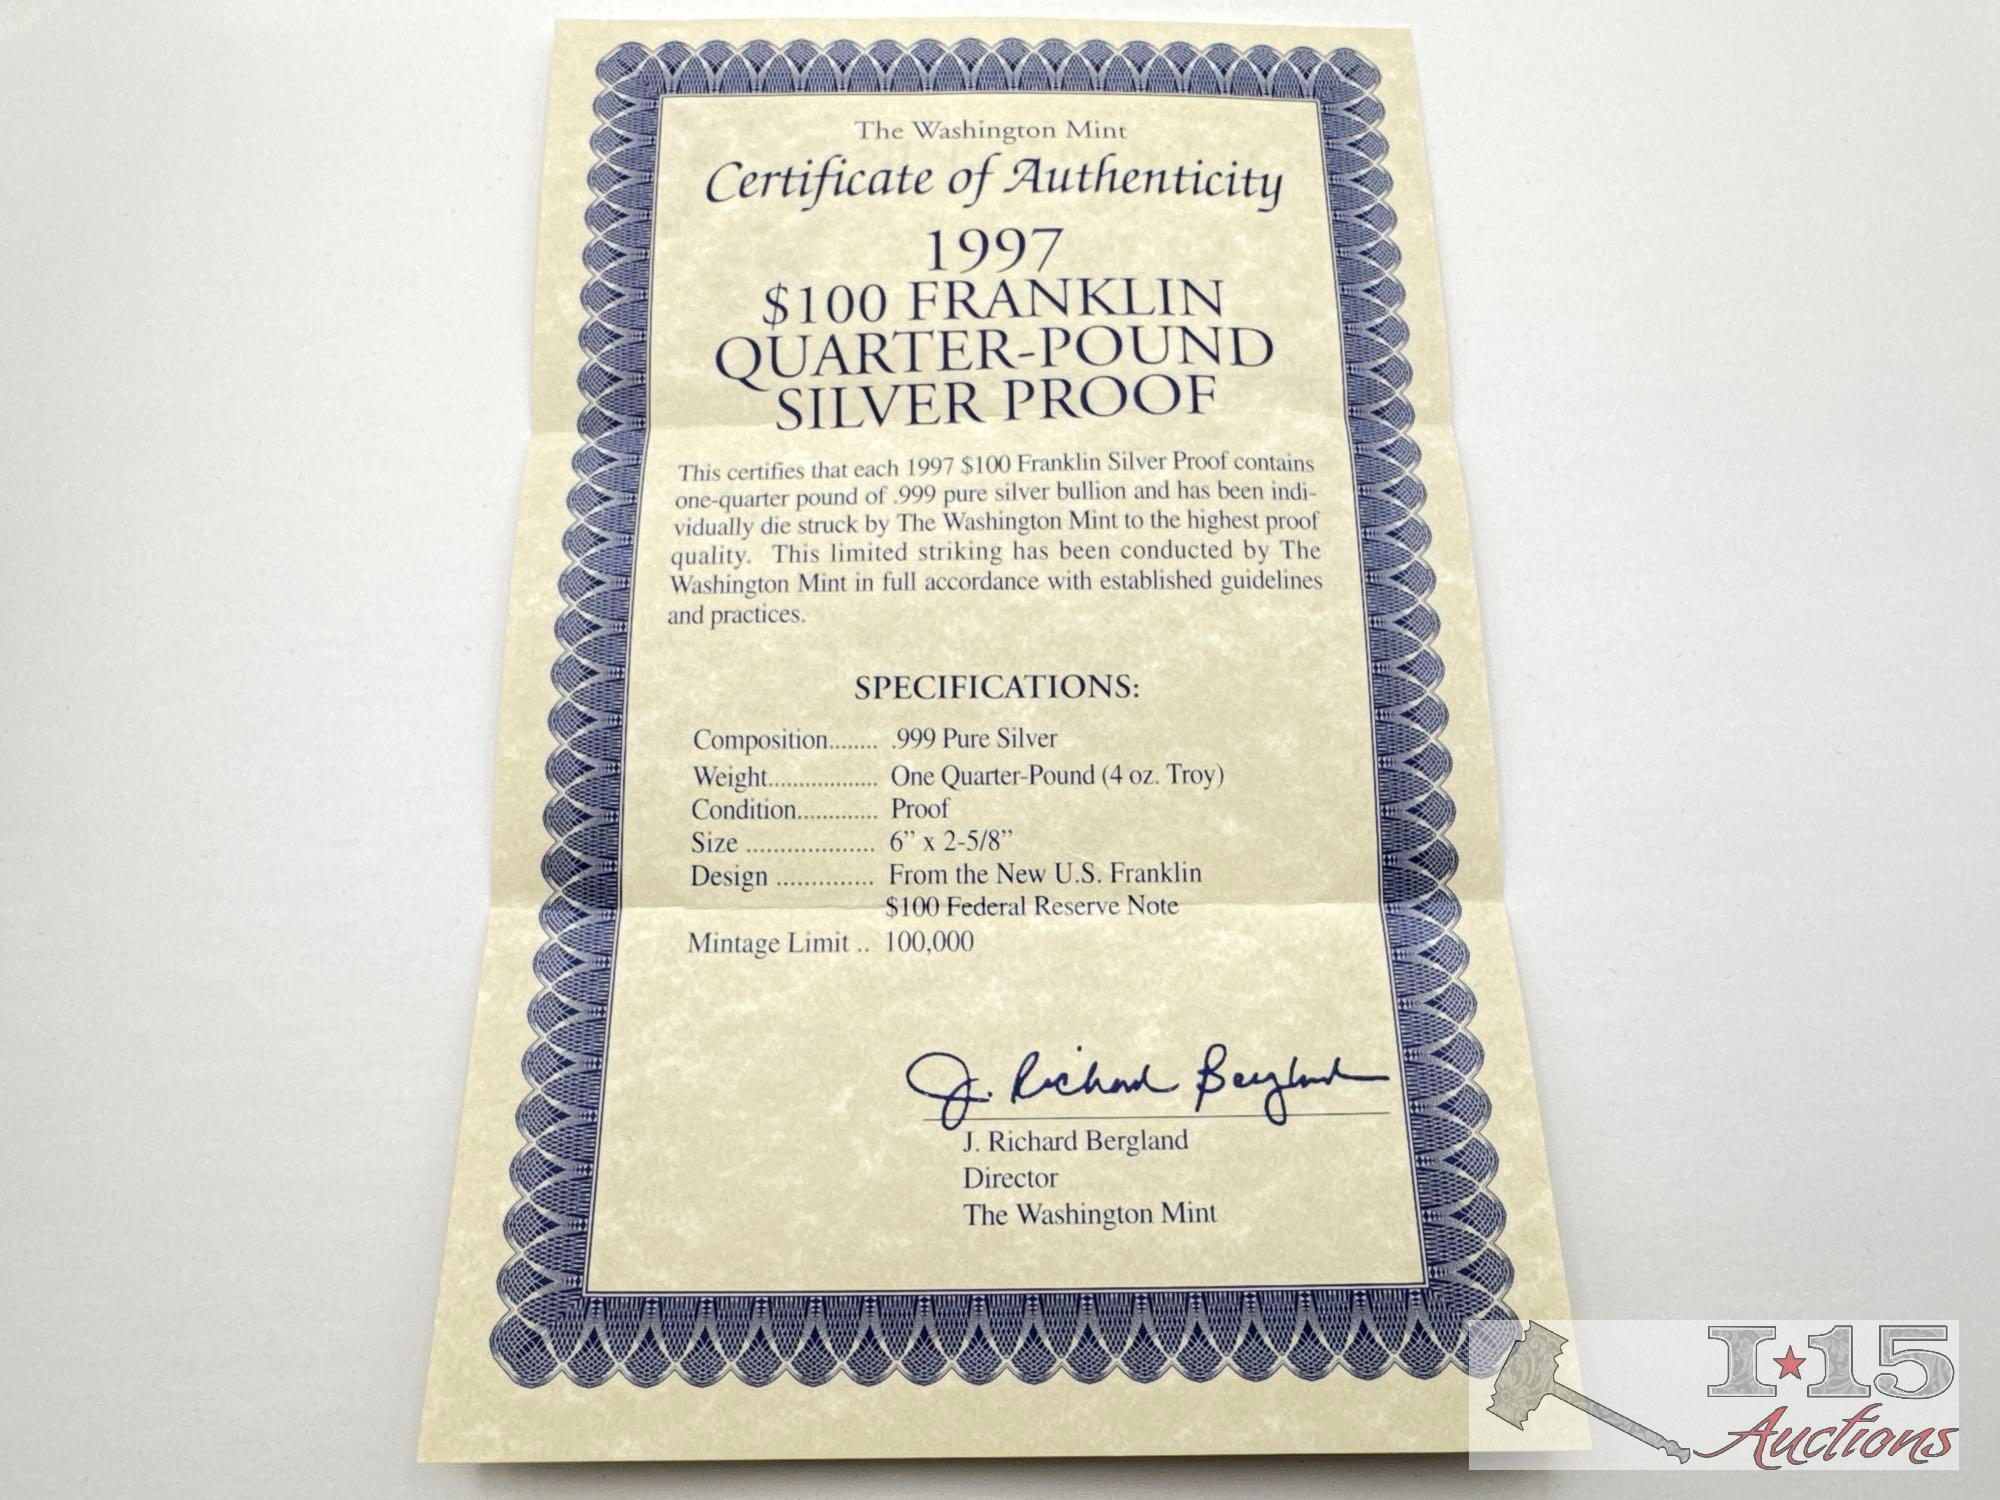 The Washington Mint
Certificate of Authenticity
1997
$100 FRANKLIN
QUARTER-POUND
SILVER PROOF
This certifies that each 1997 $100 Franklin Silver Proof contains
one-quarter pound of .999 pure silver bullion and has been indi-
vidually die struck by The Washington Mint to the highest proof
quality. This limited striking has been conducted by The
Washington Mint in full accordance with established guidelines
and practices.
SPECIFICATIONS:
Composition........ .999 Pure Silver
Weight.................. One Quarter-Pound (4 oz. Troy)
Condition............. Proof
Size ..................... 6” x 2-5/8”
Design ............... From the New U.S. Franklin
$100 Federal Reserve Note
Mintage Limit .. 100,000
J. Richard Bergland
J. Richard Bergland
Director
The Washington Mint
I★15
Auctions